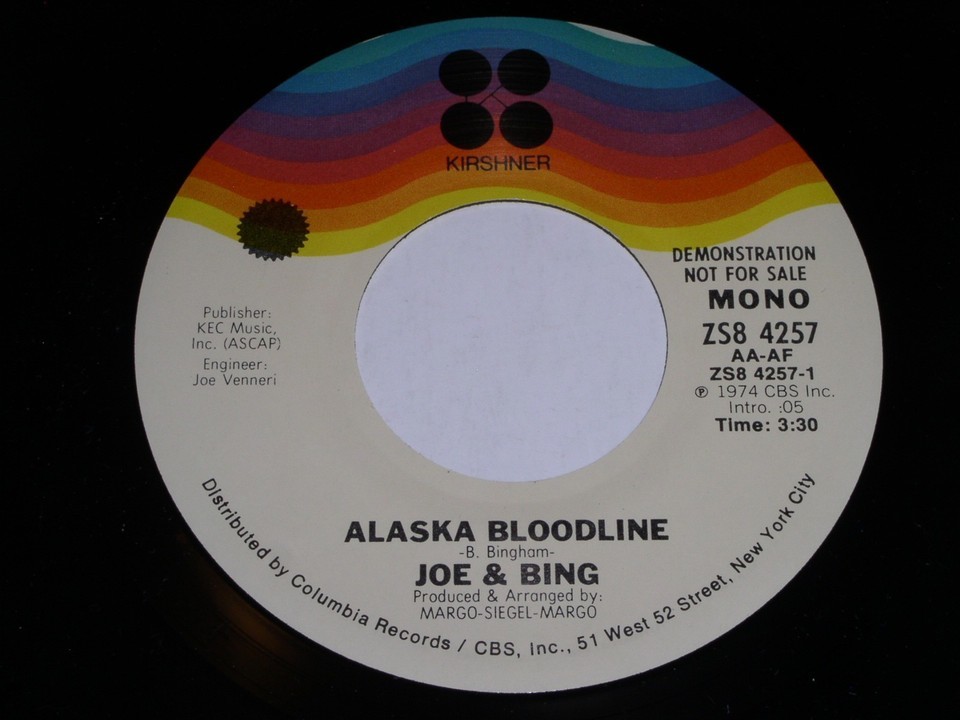 KIRSHNER
DEMONSTRATION
NOT FOR SALE
MONO
ZS8 4257
AA-AF
ZS8 4257-1
℗ 1974 CBS Inc.
Intro. :05
Time: 3:30
Publisher:
KEC Music,
Inc. (ASCAP)
Engineer:
Joe Venneri
ALASKA BLOODLINE
-B. Bingham-
JOE & BING
Produced & Arranged by:
MARGO-SIEGEL-MARGO
Distributed by Columbia Records / CBS, Inc., 51 West 52 Street, New York City